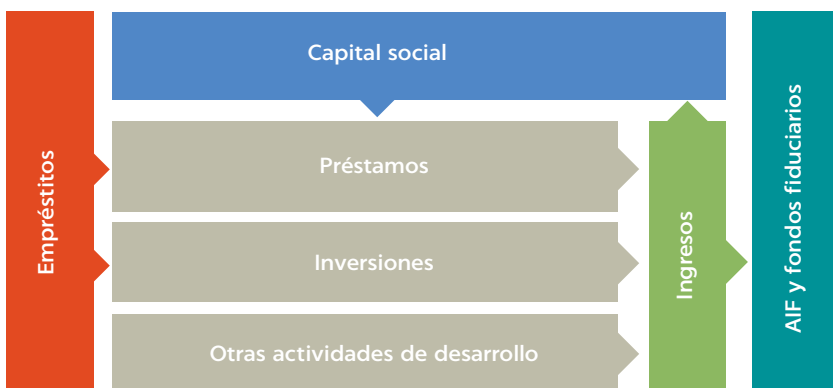 Empréstitos
Capital social
Préstamos
Inversiones
Otras actividades de desarrollo
Ingresos
AIF y fondos fiduciarios